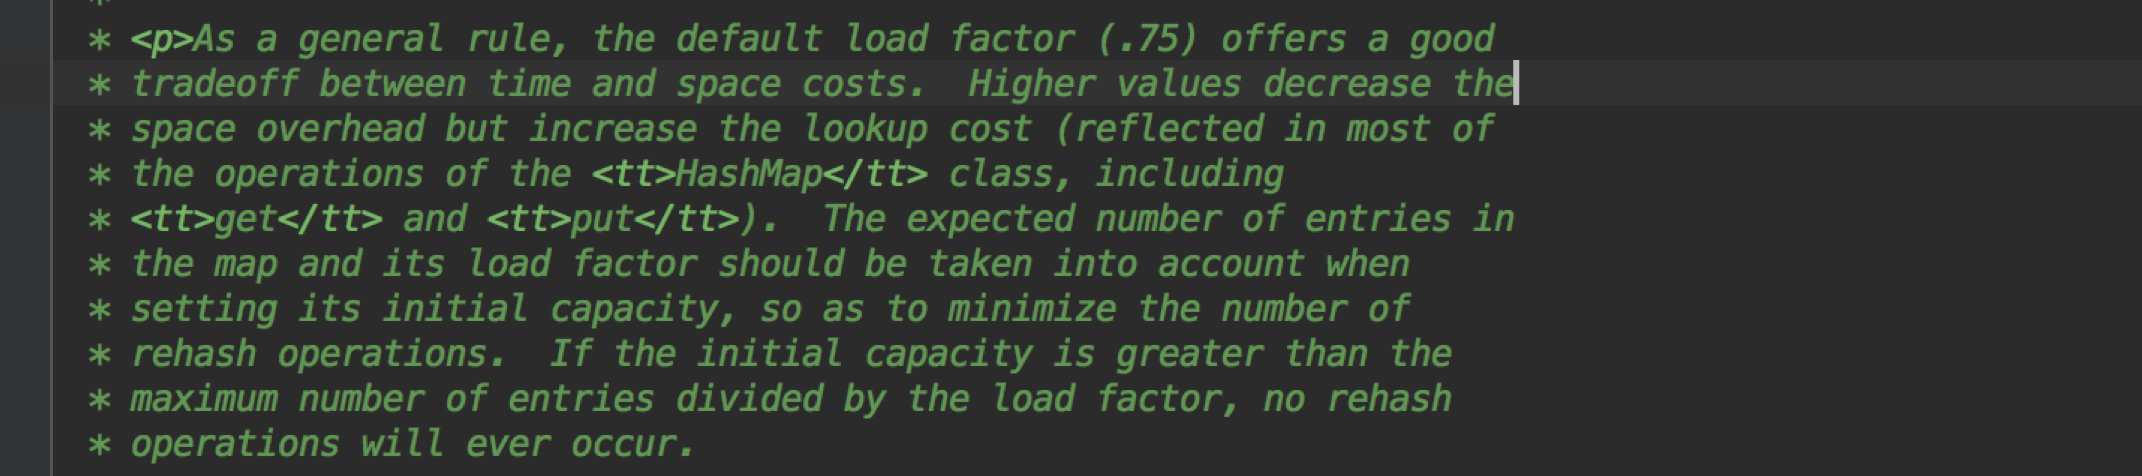 * <p>As a general rule, the default load factor (.75) offers a good
* tradeoff between time and space costs.  Higher values decrease the
* space overhead but increase the lookup cost (reflected in most of
* the operations of the <tt>HashMap</tt> class, including
* <tt>get</tt> and <tt>put</tt>).  The expected number of entries in
* the map and its load factor should be taken into account when
* setting its initial capacity, so as to minimize the number of
* rehash operations.  If the initial capacity is greater than the
* maximum number of entries divided by the load factor, no rehash
* operations will ever occur.